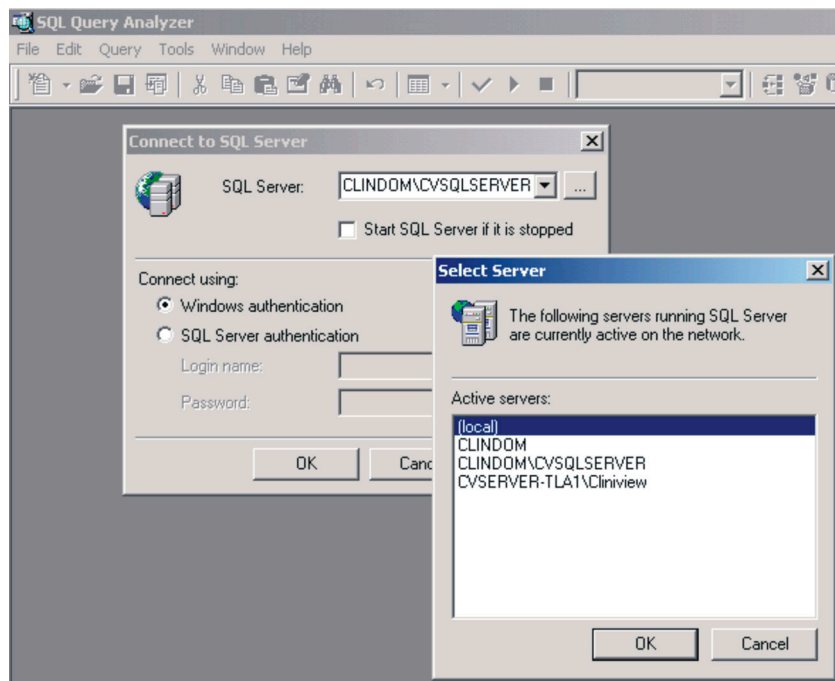 SQL Query Analyzer
File Edit Query Tools Window Help
Connect to SQL Server
SQL Server:
CLINDOM\CVSQLSERVER
...
Start SQL Server if it is stopped
Connect using:
Windows authentication
SQL Server authentication
Login name:
Password:
OK
Canc
Select Server
The following servers running SQL Server
are currently active on the network.
Active servers:
(local)
CLINDOM
CLINDOM\CVSQLSERVER
CVSERVER-TLA1\Cliniview
OK
Cancel